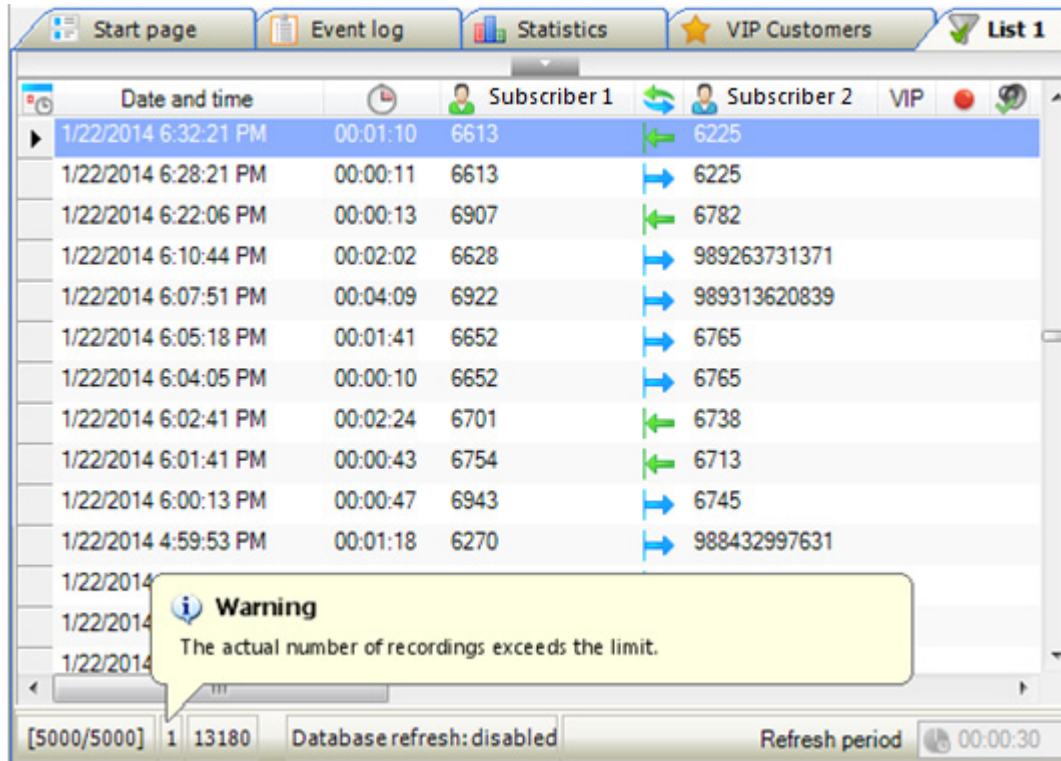 Start page Event log Statistics VIP Customers List 1
Date and time Subscriber 1 Subscriber 2 VIP
1/22/2014 6:32:21 PM 00:01:10 6613 6225
1/22/2014 6:28:21 PM 00:00:11 6613 6225
1/22/2014 6:22:06 PM 00:00:13 6907 6782
1/22/2014 6:10:44 PM 00:02:02 6628 989263731371
1/22/2014 6:07:51 PM 00:04:09 6922 989313620839
1/22/2014 6:05:18 PM 00:01:41 6652 6765
1/22/2014 6:04:05 PM 00:00:10 6652 6765
1/22/2014 6:02:41 PM 00:02:24 6701 6738
1/22/2014 6:01:41 PM 00:00:43 6754 6713
1/22/2014 6:00:13 PM 00:00:47 6943 6745
1/22/2014 4:59:53 PM 00:01:18 6270 988432997631
1/22/2014
1/22/2014
1/22/2014
Warning
The actual number of recordings exceeds the limit.
[5000/5000] 1 13180 Database refresh: disabled Refresh period 00:00:30